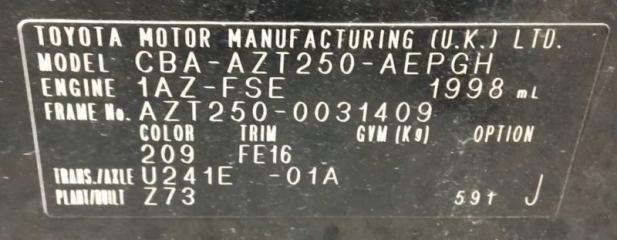 TOYOTA MOTOR MANUFACTURING (U.K.) LTD.
MODEL CBA-AZT250-AEPGH
ENGINE 1AZ-FSE 1998 mL
FRAME No. AZT250-0031409
COLOR TRIM GVM (Kg) OPTION
209 FE16
TRANS./AXLE U241E -01A
PLANT/BUILT Z73 591 J